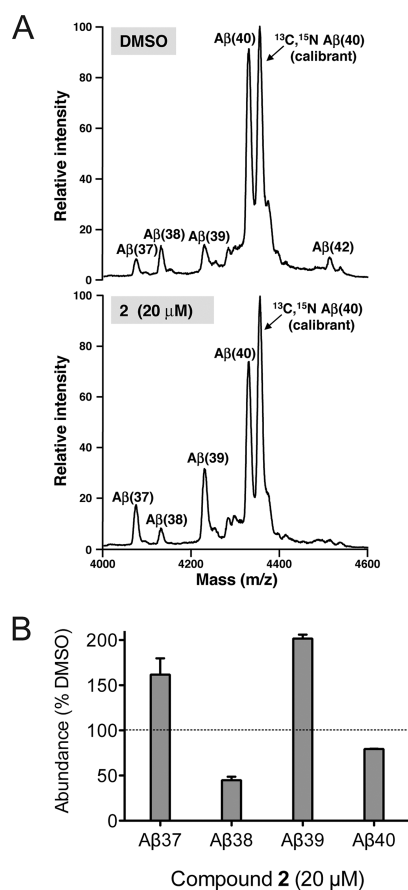 A
DMSO
Relative intensity
100
80
60
40
20
0
Aβ(37)
Aβ(38)
Aβ(39)
Aβ(40)
¹³C,¹⁵N Aβ(40)
(calibrant)
Aβ(42)
2 (20 μM)
Relative intensity
100
80
60
40
20
0
Aβ(37)
Aβ(38)
Aβ(39)
Aβ(40)
¹³C,¹⁵N Aβ(40)
(calibrant)
4000 4200 4400 4600
Mass (m/z)
B
Abundance (% DMSO)
200
150
100
50
0
Aβ37 Aβ38 Aβ39 Aβ40
Compound 2 (20 μM)